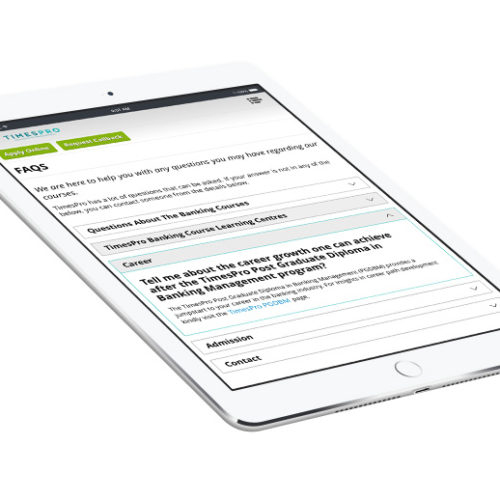 9:01 AM
TIMESPRO
Apply Online
Request Callback
FAQS
We are here to help you with any questions you may have regarding our
courses.
TimesPro has a lot of questions that can be asked. If your answer is not in any of the
below, you can contact someone from the details below.
Questions About The Banking Courses
TimesPro Banking Course Learning Centres
Career
Tell me about the career growth one can achieve
after the TimesPro Post Graduate Diploma in
Banking Management program?
The TimesPro Post Graduate Diploma in Banking Management (PGDBM) provides a
jumpstart to your career in the banking industry. For insights in career path development
kindly visit the TimesPro PGDBM page.
Admission
Contact